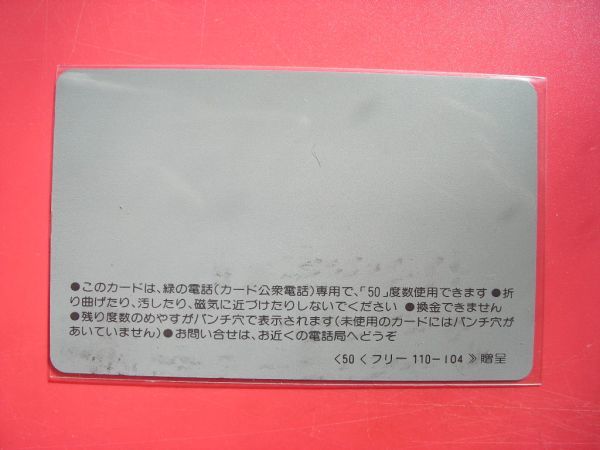 ●このカードは、緑の電話(カード公衆電話)専用で、「50」度数使用できます●折
り曲げたり、汚したり、磁気に近づけたりしないでください ●換金できません
●残り度数のめやすがパンチ穴で表示されます(未使用のカードにはパンチ穴が
あいていません)●お問い合せは、お近くの電話局へどうぞ
〈50〈フリー 110-104 》贈呈